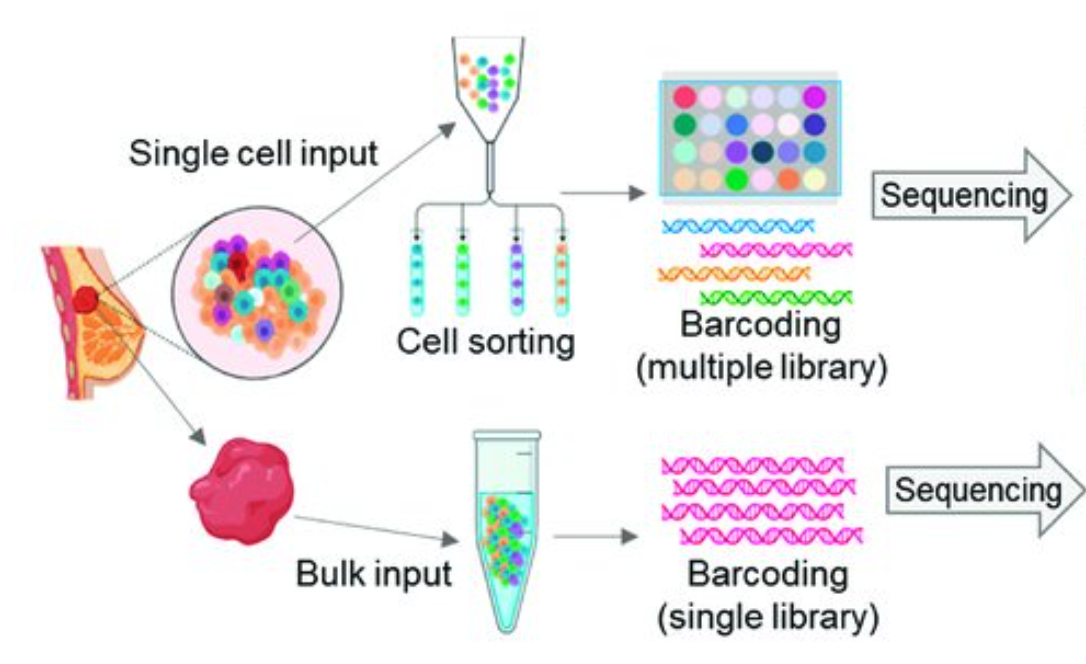 Single cell input
Cell sorting
Barcoding
(multiple library)
Sequencing
Bulk input
Barcoding
(single library)
Sequencing